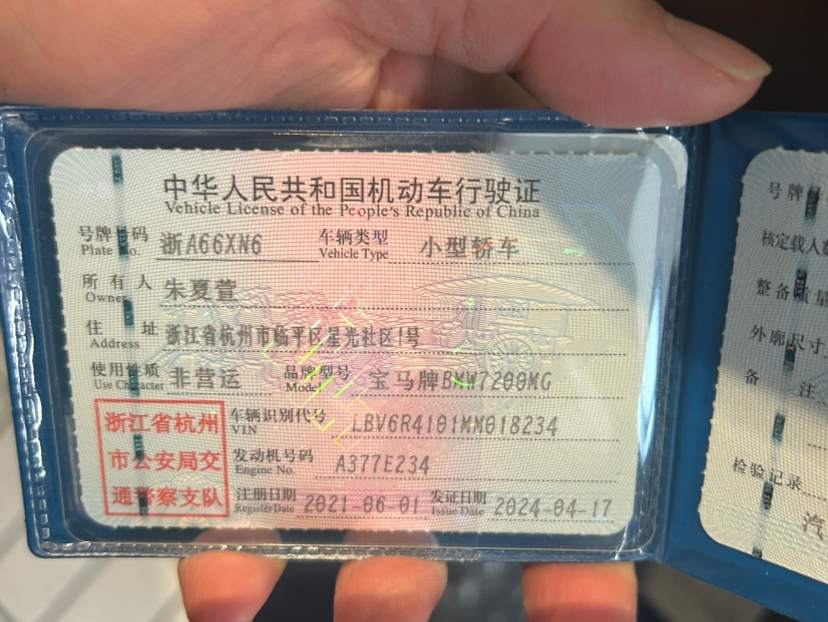 中华人民共和国机动车行驶证
Vehicle License of the People's Republic of China
号牌号码 浙A66XN6 车辆类型 小型轿车
Plate No. Vehicle Type
所有人 朱夏萱
Owner
住址 浙江省杭州市临平区星光社区1号
Address
使用性质 非营运 品牌型号 宝马牌BMW7200MG
Use Character Model
浙江省杭州
市公安局交
通警察支队
车辆识别代号 LBV6R4101MM018234
VIN
发动机号码 A377E234
Engine No.
注册日期 2021-06-01 发证日期 2024-04-17
Register Date Issue Date
号牌
核定载人数
整备质量
外廓尺寸
备注
检验记录
汽